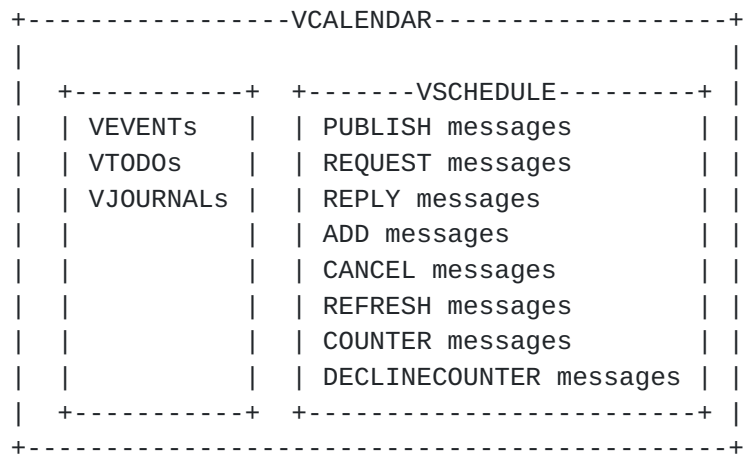 +-----------------VCALENDAR-------------------+
|                                             |
|  +-----------+  +-------VSCHEDULE---------+ |
|  | VEVENTs   |  | PUBLISH messages        | |
|  | VTODOs    |  | REQUEST messages        | |
|  | VJOURNALs |  | REPLY messages          | |
|  |           |  | ADD messages            | |
|  |           |  | CANCEL messages         | |
|  |           |  | REFRESH messages        | |
|  |           |  | COUNTER messages        | |
|  |           |  | DECLINECOUNTER messages | |
|  +-----------+  +-------------------------+ |
+---------------------------------------------+